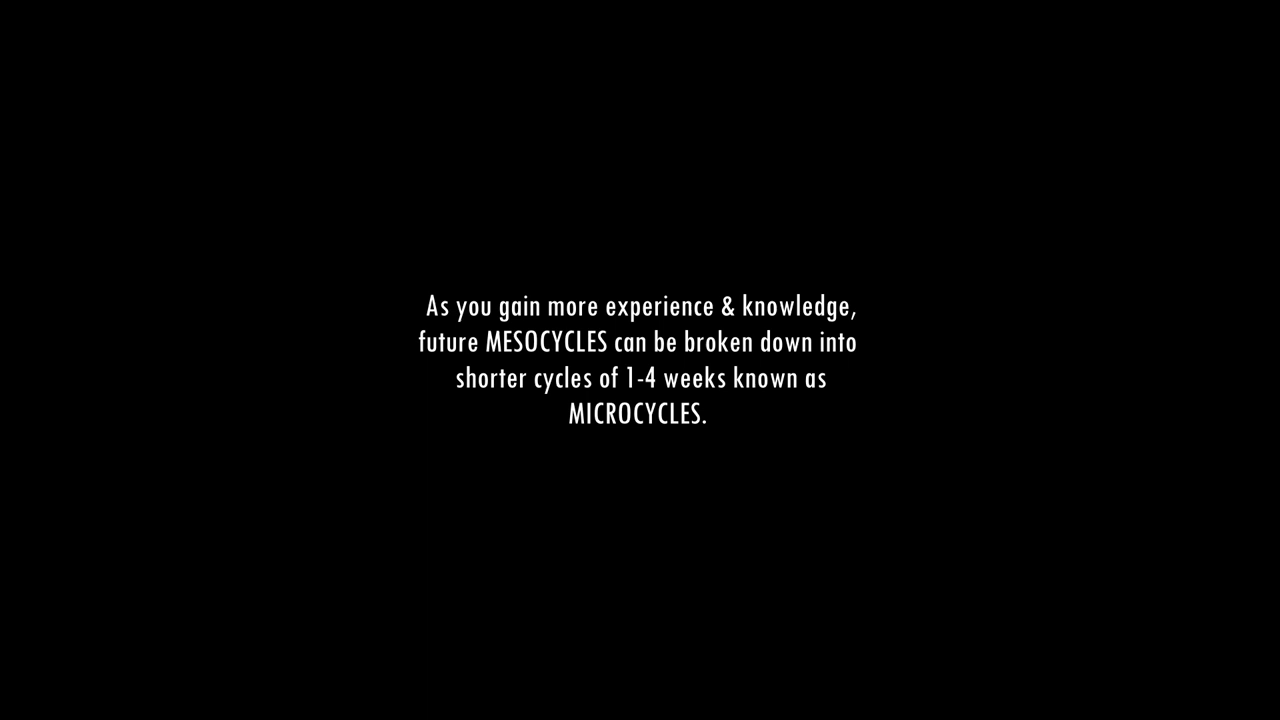 As you gain more experience & knowledge,
future MESOCYCLES can be broken down into
shorter cycles of 1-4 weeks known as
MICROCYCLES.